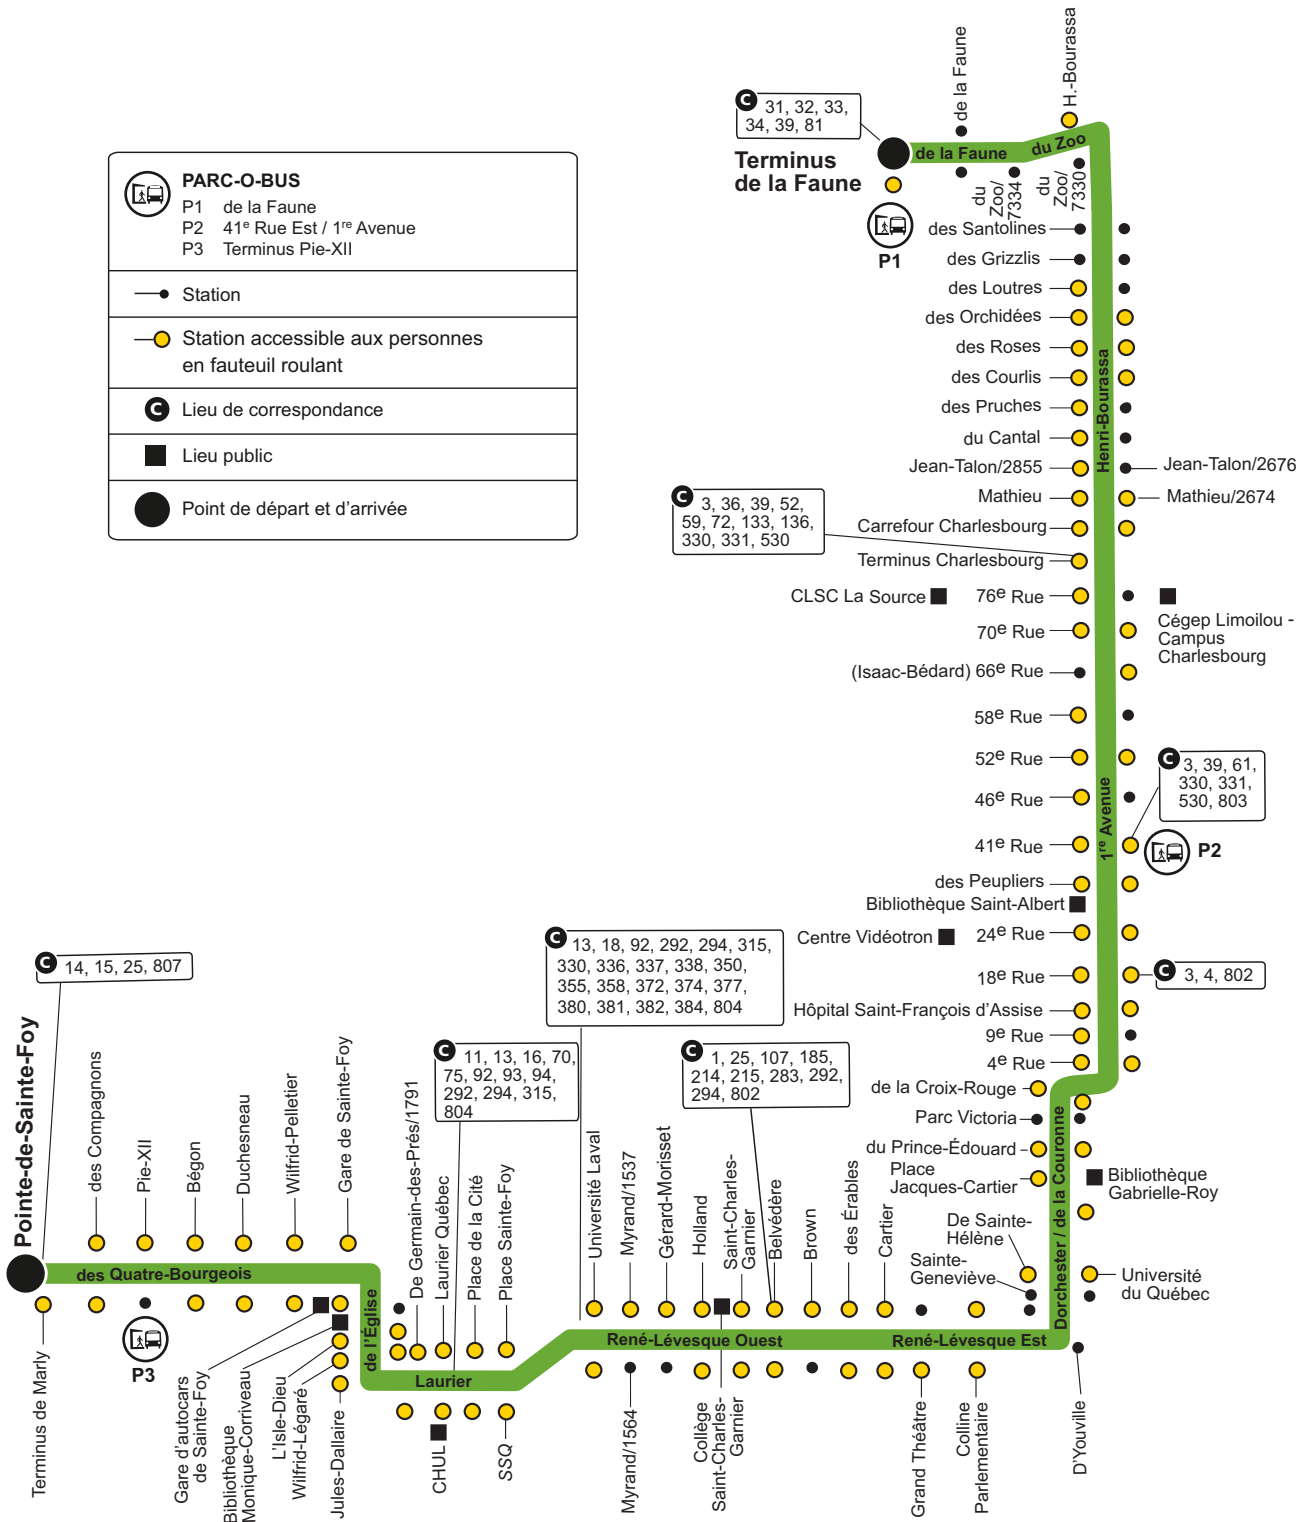 PARC-O-BUS
P1 de la Faune
P2 41e Rue Est / 1re Avenue
P3 Terminus Pie-XII
Station
Station accessible aux personnes
en fauteuil roulant
C Lieu de correspondance
Lieu public
Point de départ et d'arrivée
C 31, 32, 33,
34, 39, 81
Terminus
de la Faune
P1
de la Faune
H.-Bourassa
de la Faune
du Zoo
du
Zoo/
7334
du
Zoo/
7330
des Santolines
des Grizzlis
des Loutres
des Orchidées
des Roses
des Courlis
des Pruches
du Cantal
Jean-Talon/2855
Jean-Talon/2676
Mathieu
Mathieu/2674
Henri-Bourassa
C 3, 36, 39, 52,
59, 72, 133, 136,
330, 331, 530
Carrefour Charlesbourg
Terminus Charlesbourg
CLSC La Source
76e Rue
Cégep Limoilou -
Campus
Charlesbourg
70e Rue
(Isaac-Bédard) 66e Rue
58e Rue
52e Rue
46e Rue
41e Rue
1re Avenue
C 3, 39, 61,
330, 331,
530, 803
P2
des Peupliers
Bibliothèque Saint-Albert
Centre Vidéotron
24e Rue
18e Rue
C 3, 4, 802
Hôpital Saint-François d'Assise
9e Rue
4e Rue
de la Croix-Rouge
Parc Victoria
du Prince-Édouard
Place
Jacques-Cartier
Bibliothèque
Gabrielle-Roy
Dorchester / de la Couronne
De Sainte-
Hélène
Sainte-
Geneviève
Université
du Québec
D'Youville
C 14, 15, 25, 807
Pointe-de-Sainte-Foy
des Compagnons
Pie-XII
Bégon
Duchesneau
Wilfrid-Pelletier
Gare de Sainte-Foy
des Quatre-Bourgeois
Terminus de Marly
P3
Gare d'autocars
de Sainte-Foy
Bibliothèque
Monique-Corriveau
L'Isle-Dieu
Wilfrid-Légaré
Jules-Dallaire
de l'Église
C 11, 13, 16, 70,
75, 92, 93, 94,
292, 294, 315,
804
De Germain-des-Prés/1791
Laurier Québec
Place de la Cité
Place Sainte-Foy
Laurier
CHUL
SSQ
C 13, 18, 92, 292, 294, 315,
330, 336, 337, 338, 350,
355, 358, 372, 374, 377,
380, 381, 382, 384, 804
C 1, 25, 107, 185,
214, 215, 283, 292,
294, 802
Université Laval
Myrand/1537
Gérard-Morisset
Holland
Saint-Charles-
Garnier
Belvédère
Brown
des Érables
Cartier
René-Lévesque Ouest
René-Lévesque Est
Myrand/1564
Collège
Saint-Charles-
Garnier
Grand Théâtre
Colline
Parlementaire